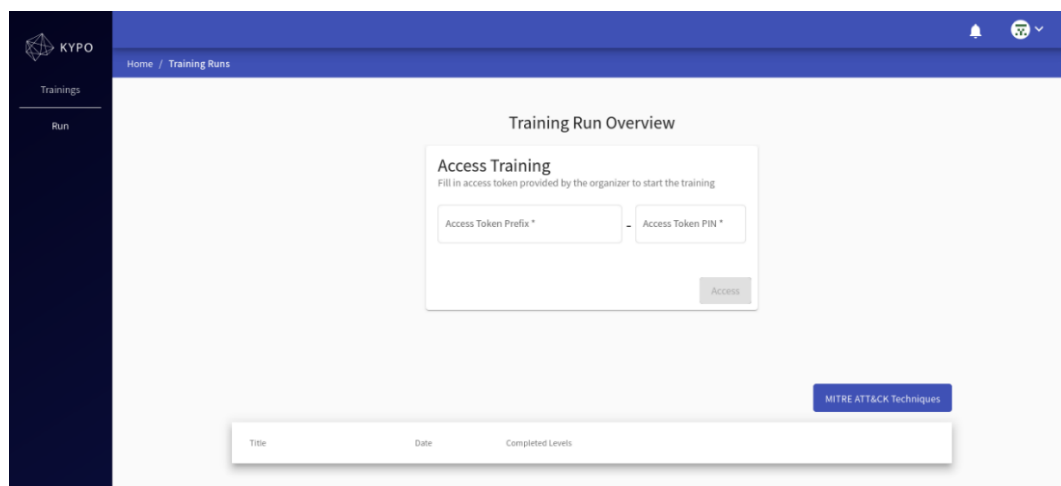 KYPO
Home / Training Runs
Trainings
Run
Training Run Overview
Access Training
Fill in access token provided by the organizer to start the training
Access Token Prefix * - Access Token PIN *
Access
MITRE ATT&CK Techniques
Title Date Completed Levels